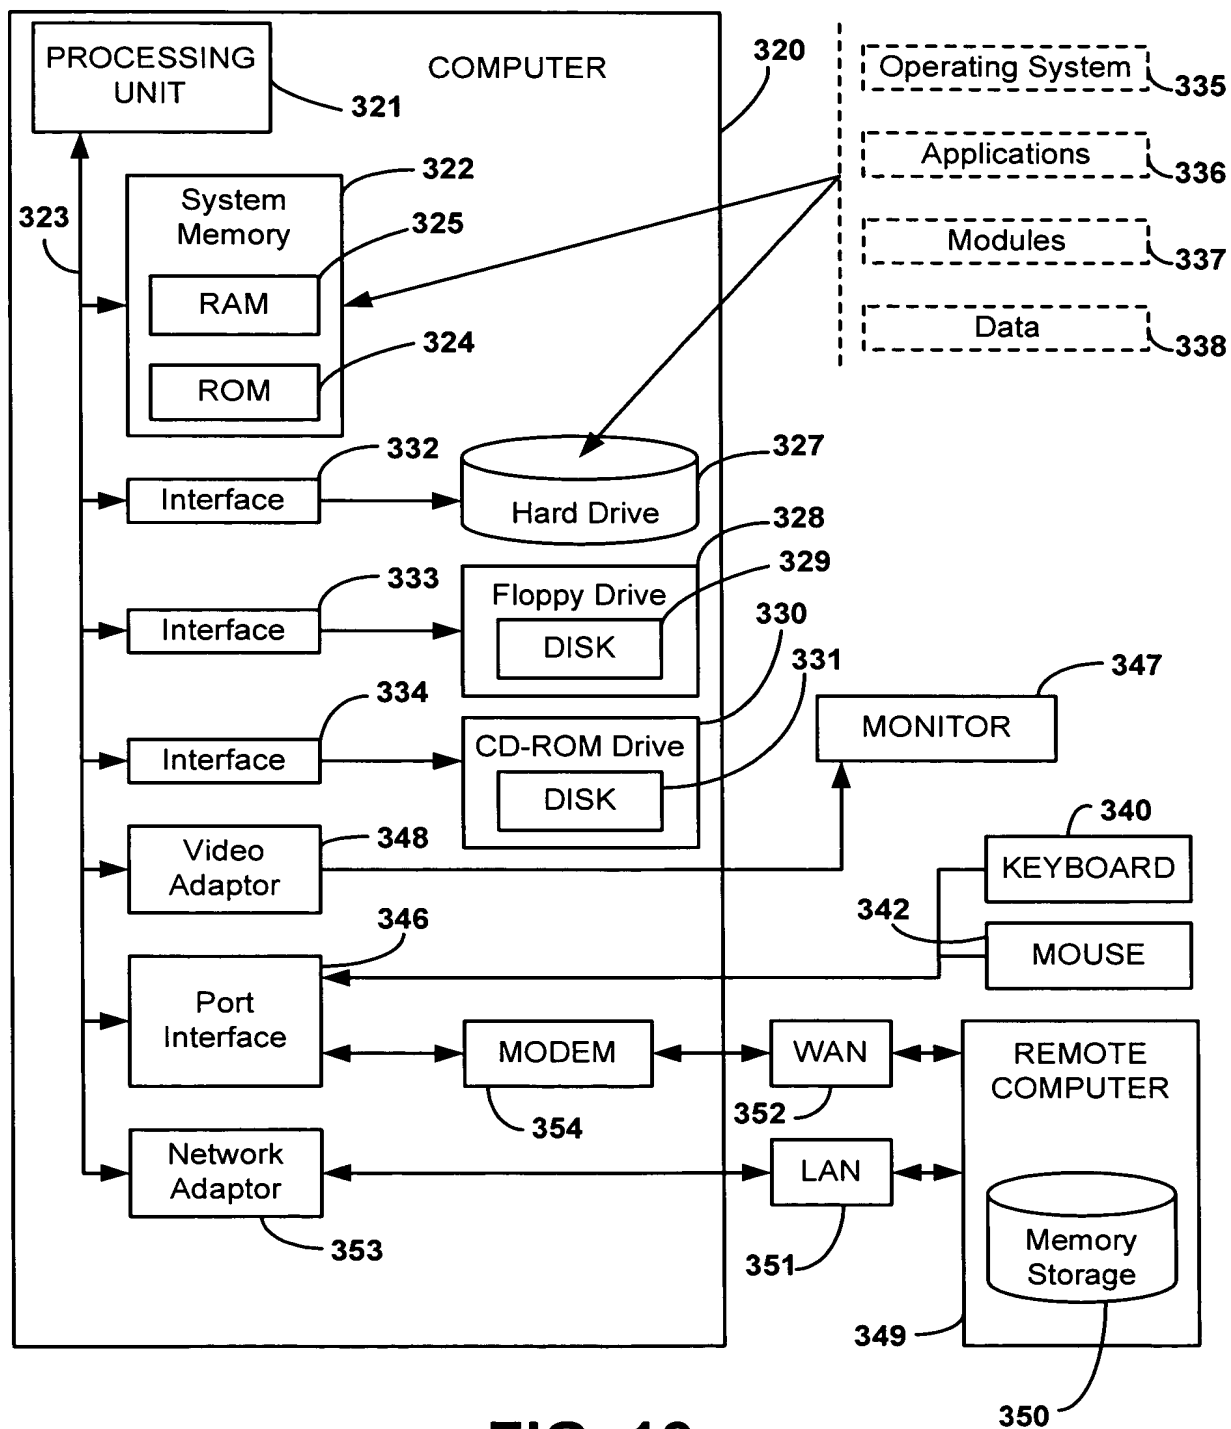 PROCESSING
UNIT
321
COMPUTER
320
Operating System
335
Applications
336
Modules
337
Data
338
323
System
Memory
322
325
RAM
324
ROM
332
Interface
327
Hard Drive
328
333
Interface
329
Floppy Drive
DISK
330
331
334
Interface
CD-ROM Drive
DISK
347
MONITOR
348
Video
Adaptor
340
KEYBOARD
342
MOUSE
346
Port
Interface
MODEM
354
WAN
352
REMOTE
COMPUTER
Network
Adaptor
353
LAN
351
Memory
Storage
349
350